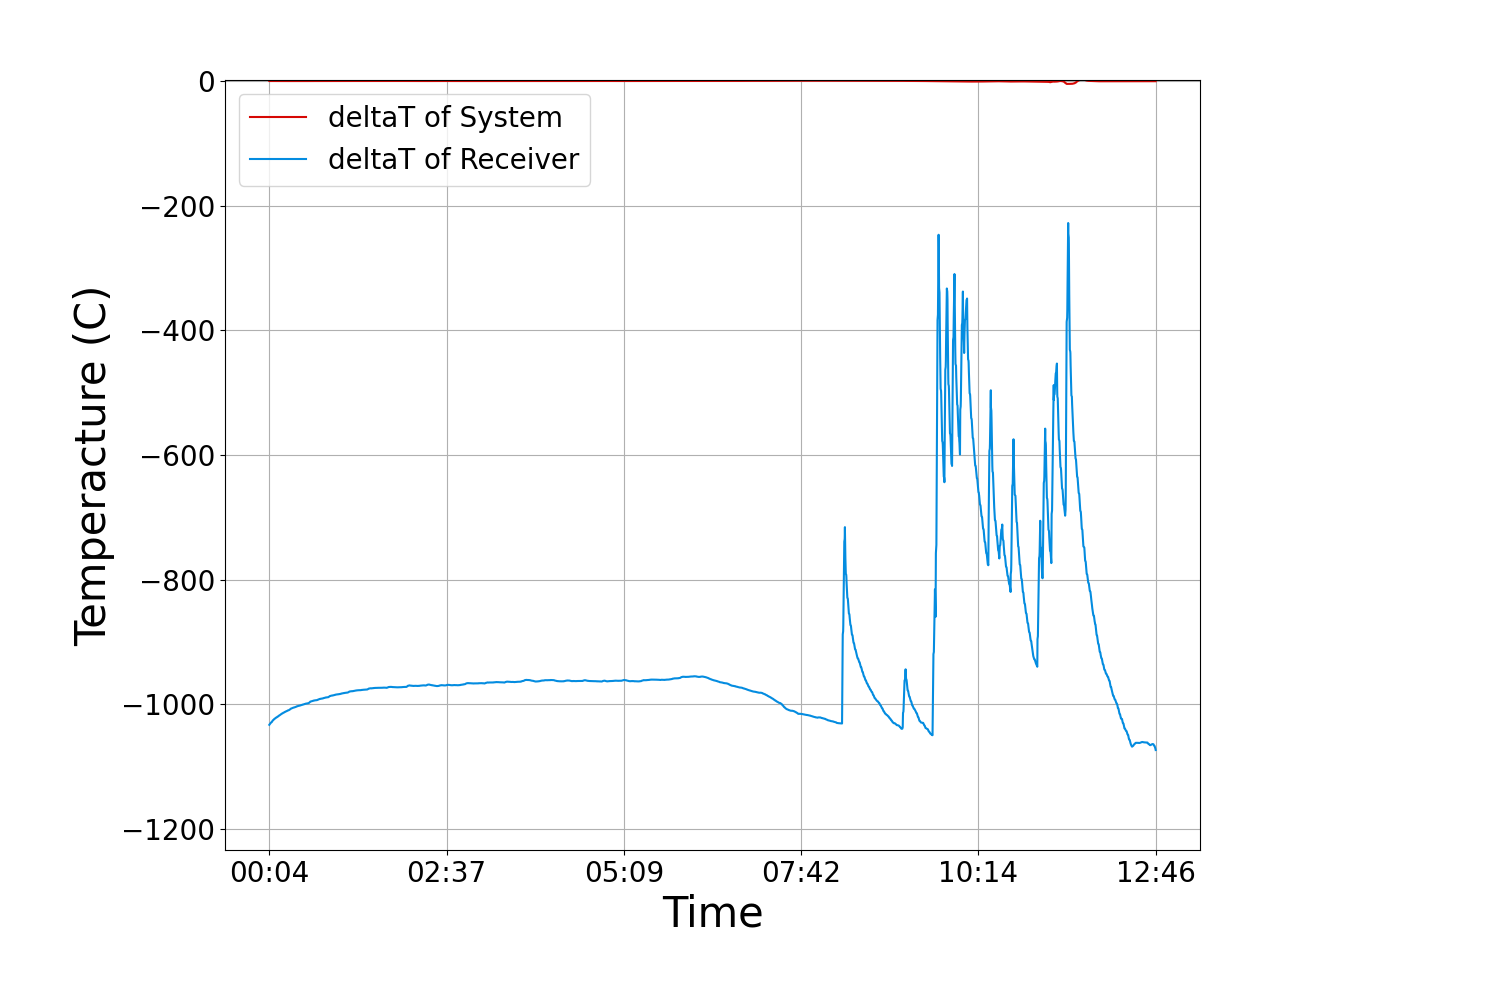 0
deltaT of System
deltaT of Receiver
−200
−400
−600
−800
−1000
−1200
Temperacture (C)
00:04 02:37 05:09 07:42 10:14 12:46
Time